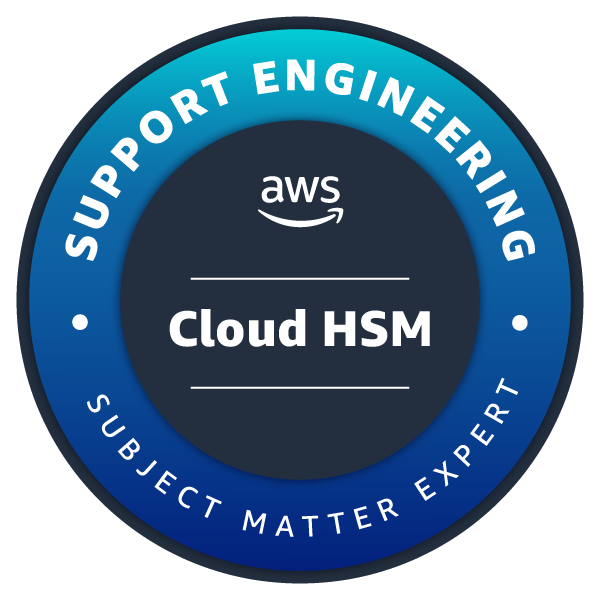 SUPPORT ENGINEERING
aws
Cloud HSM
SUBJECT MATTER EXPERT